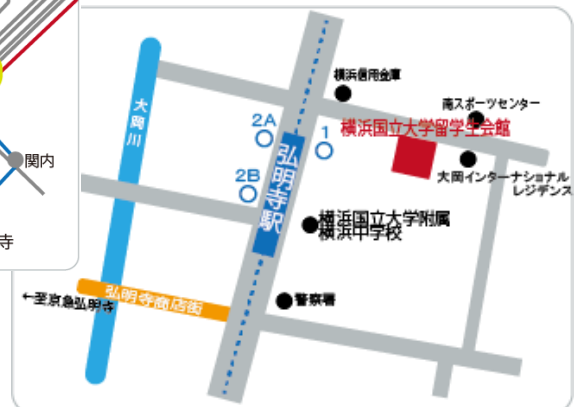 関内
寺
大岡川
2A
2B
1
弘明寺駅
横浜信用金庫
南スポーツセンター
横浜国立大学留学生会館
大岡インターナショナル
レジデンス
横浜国立大学附属
横浜中学校
警察署
弘明寺商店街
←至京急弘明寺